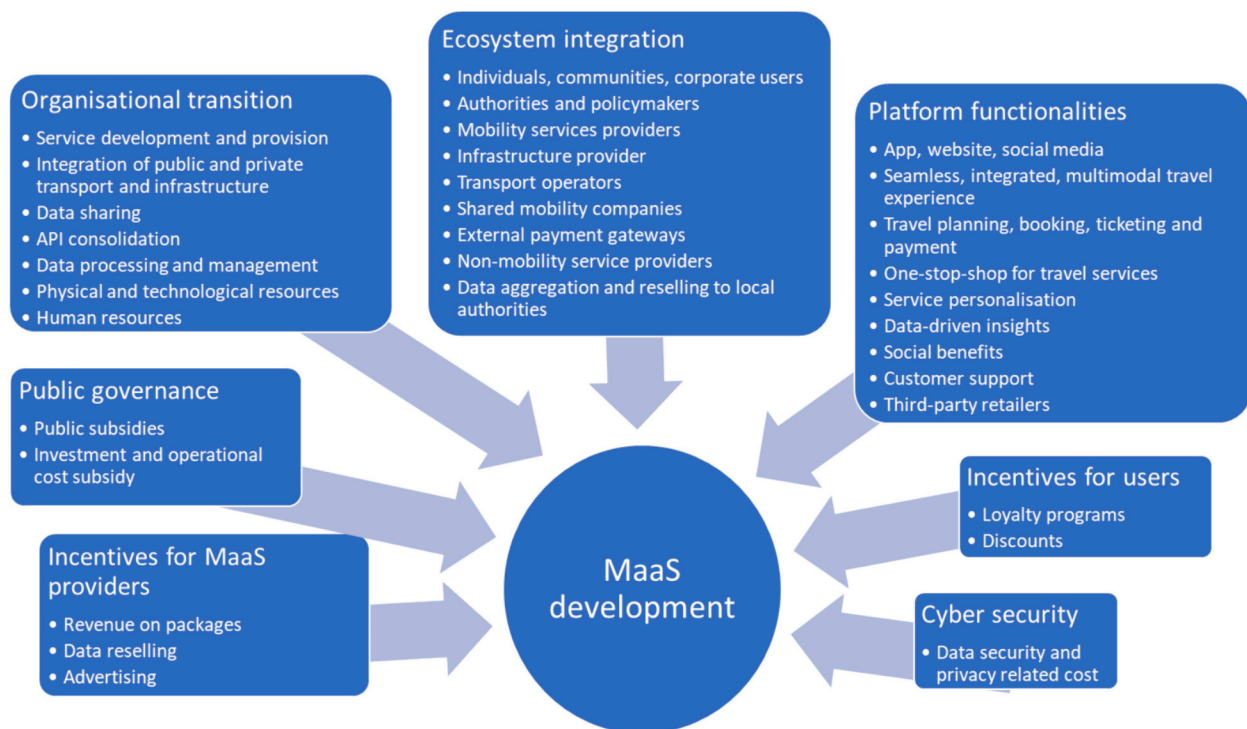 Ecosystem integration
• Individuals, communities, corporate users
• Authorities and policymakers
• Mobility services providers
• Infrastructure provider
• Transport operators
• Shared mobility companies
• External payment gateways
• Non-mobility service providers
• Data aggregation and reselling to local
authorities
Organisational transition
• Service development and provision
• Integration of public and private
transport and infrastructure
• Data sharing
• API consolidation
• Data processing and management
• Physical and technological resources
• Human resources
Platform functionalities
• App, website, social media
• Seamless, integrated, multimodal travel
experience
• Travel planning, booking, ticketing and
payment
• One-stop-shop for travel services
• Service personalisation
• Data-driven insights
• Social benefits
• Customer support
• Third-party retailers
Public governance
• Public subsidies
• Investment and operational
cost subsidy
Incentives for users
• Loyalty programs
• Discounts
Incentives for MaaS
providers
• Revenue on packages
• Data reselling
• Advertising
MaaS
development
Cyber security
• Data security and
privacy related cost